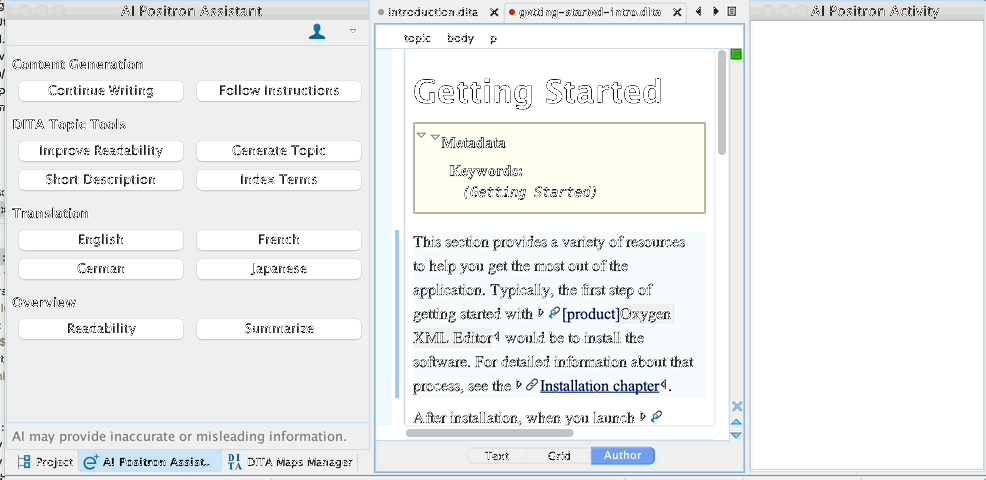 AI Positron Assistant
Content Generation
Continue Writing
Follow Instructions
DITA Topic Tools
Improve Readability
Generate Topic
Short Description
Index Terms
Translation
English
French
German
Japanese
Overview
Readability
Summarize
AI may provide inaccurate or misleading information.
Project
AI Positron Assist..
DITA Maps Manager
introduction.dita
getting-started-intro.dita
topic body p
Getting Started
Metadata
Keywords:
(Getting Started)
This section provides a variety of resources
to help you get the most out of the
application. Typically, the first step of
getting started with [product]Oxygen
XML Editor would be to install the
software. For detailed information about that
process, see the Installation chapter.
After installation, when you launch
Text Grid Author
AI Positron Activity